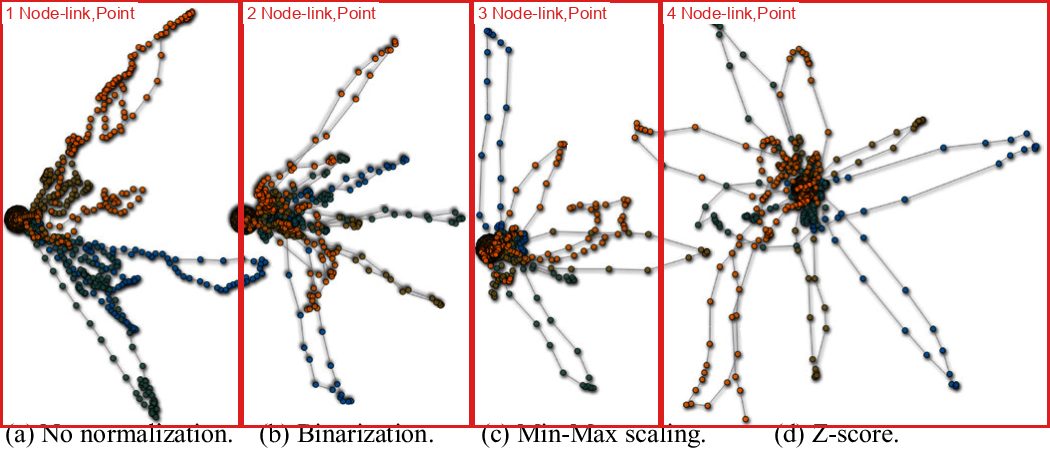 1 Node-link,Point
2 Node-link,Point
3 Node-link,Point
4 Node-link,Point
(a) No normalization.
(b) Binarization.
(c) Min-Max scaling.
(d) Z-score.